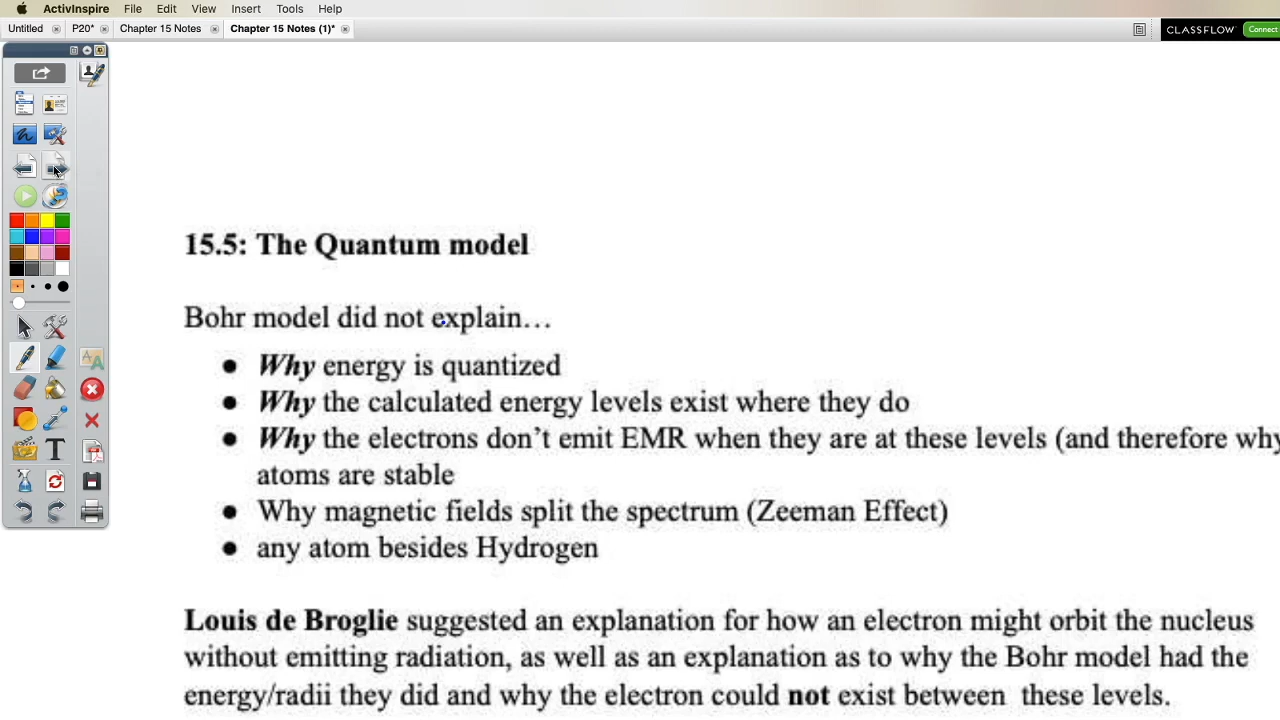 ActivInspire File Edit View Insert Tools Help
Untitled P20* Chapter 15 Notes Chapter 15 Notes (1)*
CLASSFLOW Connect
15.5: The Quantum model
Bohr model did not explain…
● Why energy is quantized
● Why the calculated energy levels exist where they do
● Why the electrons don’t emit EMR when they are at these levels (and therefore why
atoms are stable
● Why magnetic fields split the spectrum (Zeeman Effect)
● any atom besides Hydrogen
Louis de Broglie suggested an explanation for how an electron might orbit the nucleus
without emitting radiation, as well as an explanation as to why the Bohr model had the
energy/radii they did and why the electron could not exist between these levels.